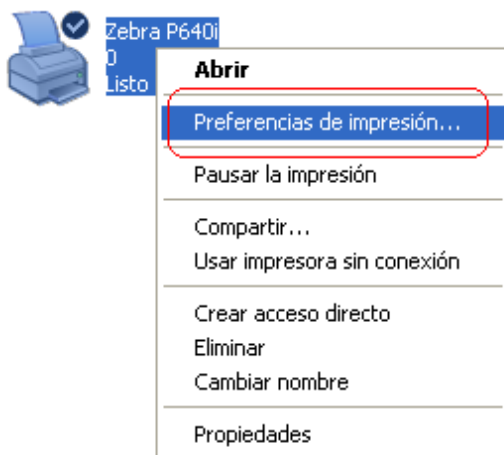 Zebra P640i
0
Listo
Abrir
Preferencias de impresión...
Pausar la impresión
Compartir...
Usar impresora sin conexión
Crear acceso directo
Eliminar
Cambiar nombre
Propiedades